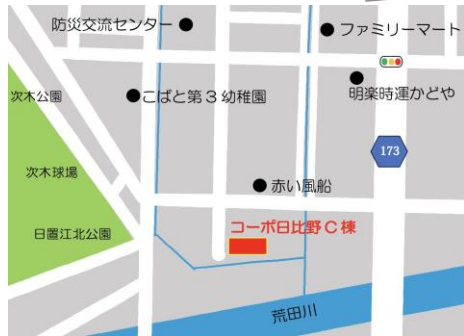 防災交流センター
ファミリーマート
次木公園
こばと第3幼稚園
明楽時運かどや
173
次木球場
赤い風船
日置江北公園
コーポ日比野C棟
荒田川